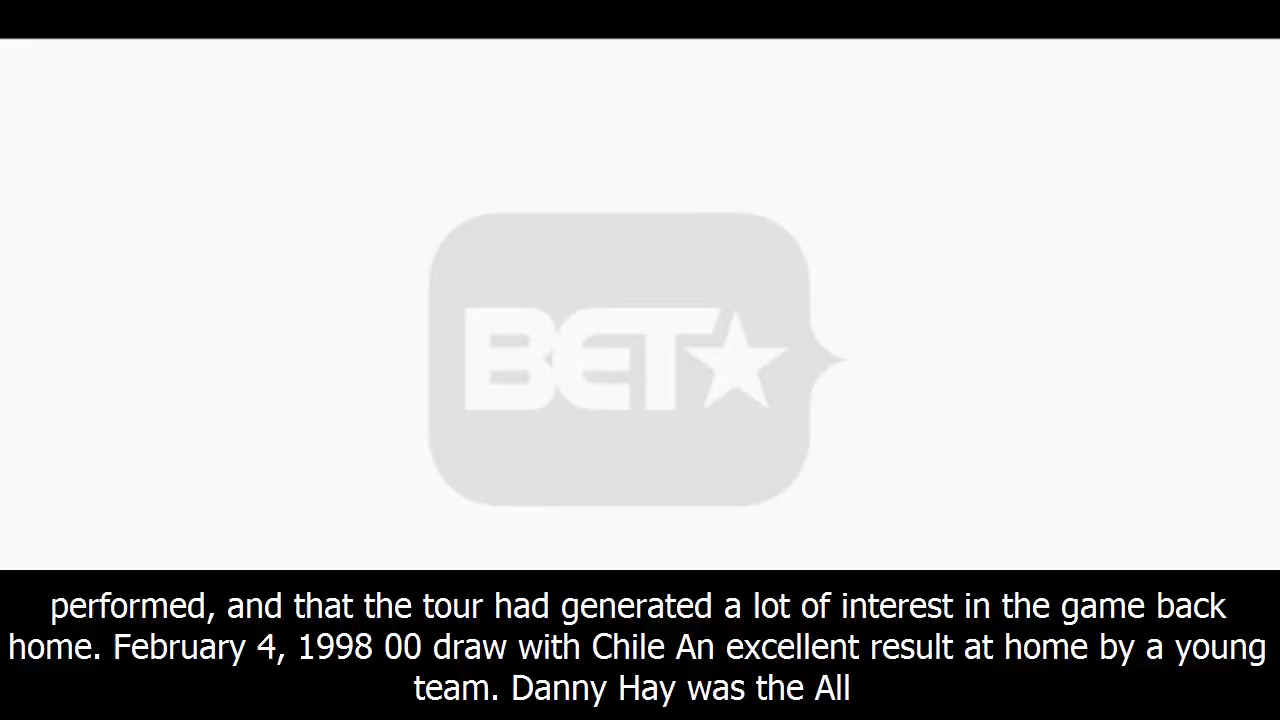 BET
performed, and that the tour had generated a lot of interest in the game back
home. February 4, 1998 00 draw with Chile An excellent result at home by a young
team. Danny Hay was the All